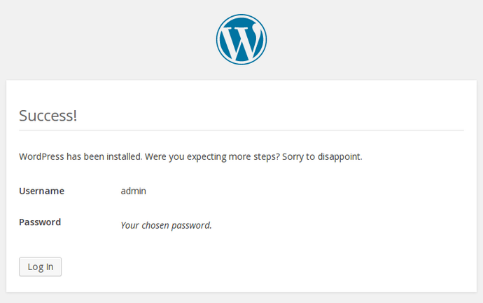 Success!
WordPress has been installed. Were you expecting more steps? Sorry to disappoint.
Username admin
Password Your chosen password.
Log In